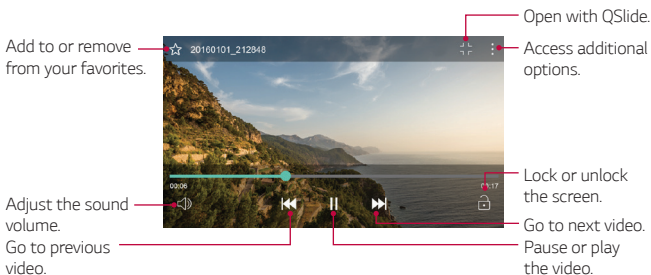 Open with QSlide.
Add to or remove
from your favorites.
20160101_212848
Access additional
options.
00:06
00:17
Lock or unlock
the screen.
Adjust the sound
volume.
Go to next video.
Go to previous
video.
Pause or play
the video.